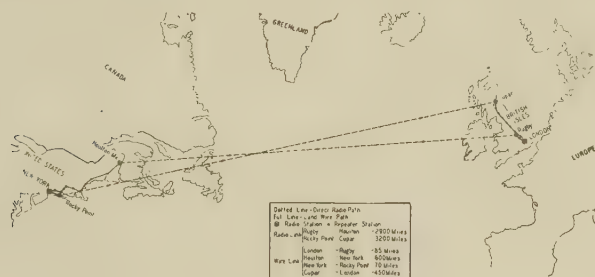 GREENLAND
CANADA
BRITISH
ISLES
Rugby
LONDON
Houlton Me
UNITED STATES
EUROPE
NEW YORK
Rocky Point
Dotted Line - Direct Radio Path
Full Line - Land Wire Path
Radio Station • Repeater Station
Radio Link Rugby Houlton - 2900 Miles
Rocky Point Cupar 3200 Miles
Wire Line London - Rugby - 85 Miles
Houlton New York 600 Miles
New York - Rocky Point 70 Miles
Cupar - London - 450 Miles